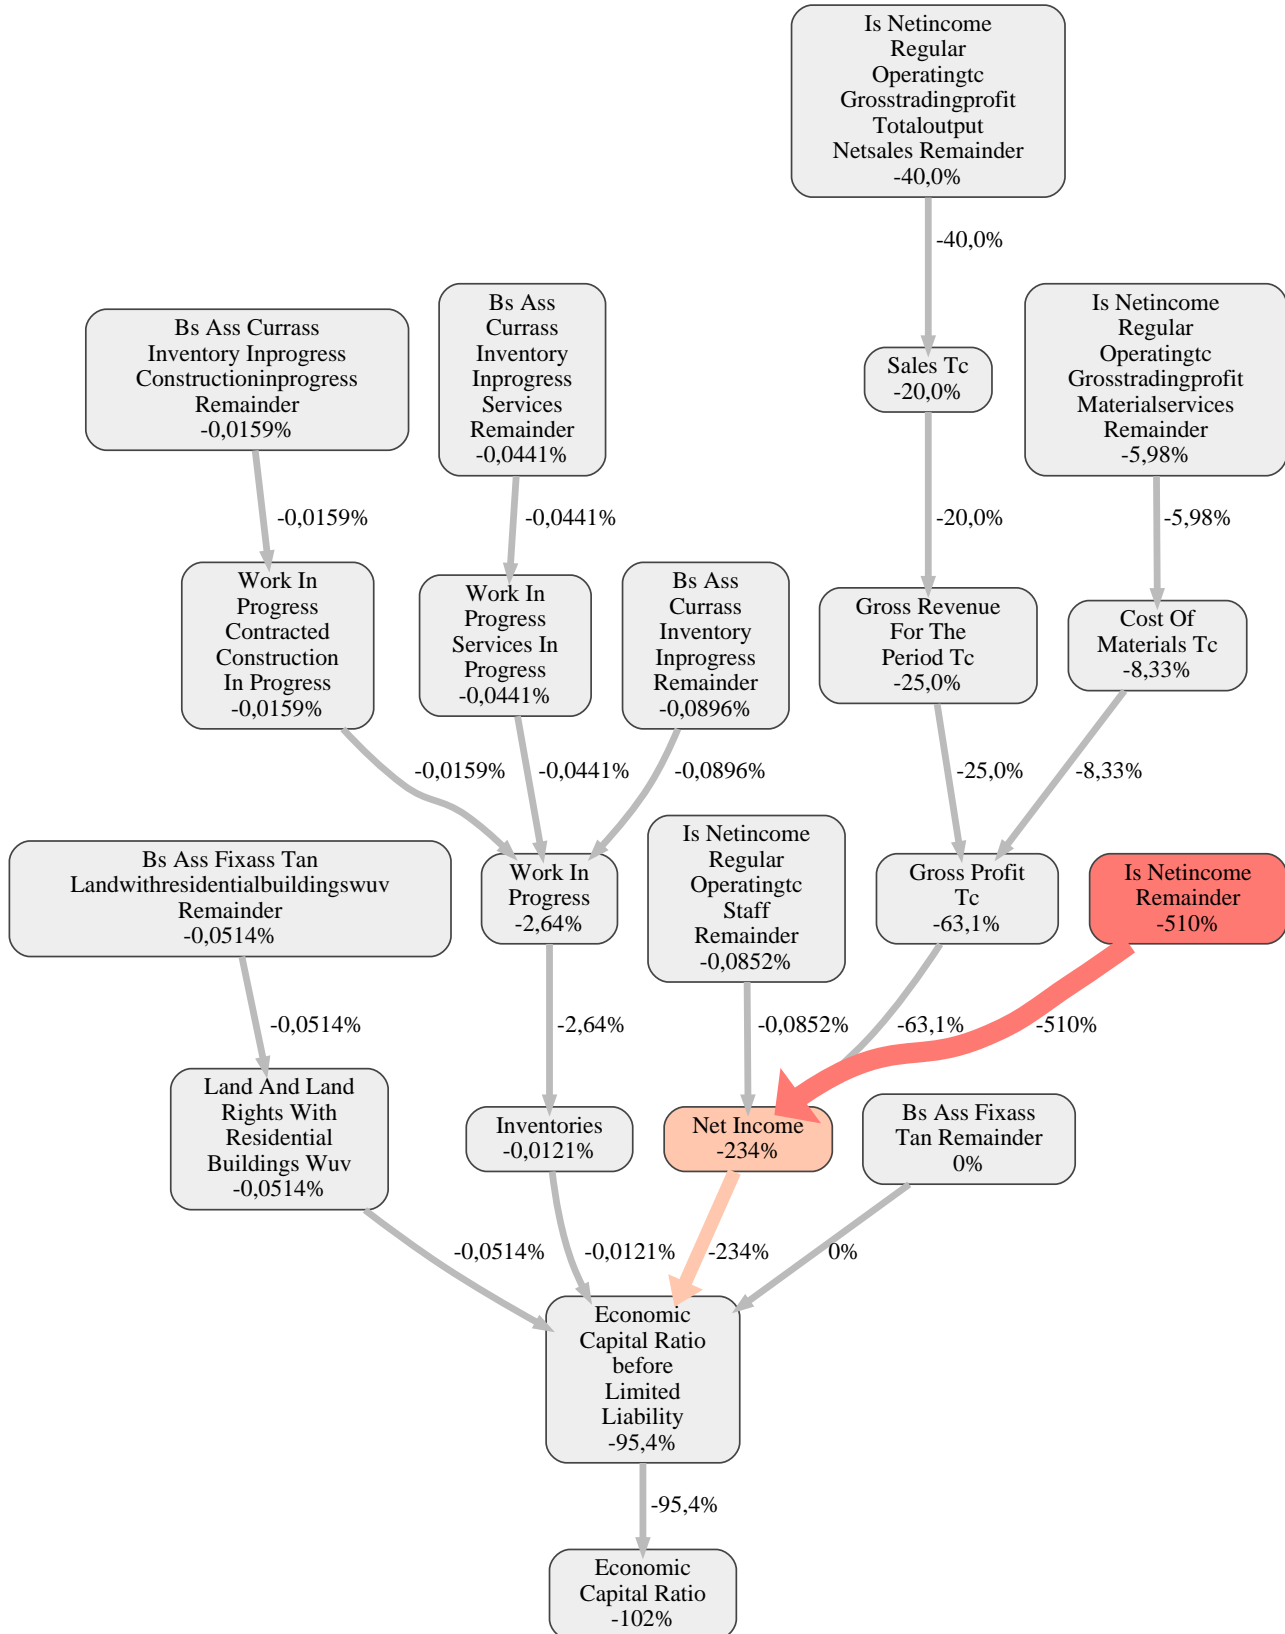 Is Netincome
Regular
Operatingtc
Grosstradingprofit
Totaloutput
Netsales Remainder
-40,0%
-40,0%
Bs Ass Currass
Inventory Inprogress
Constructioninprogress
Remainder
-0,0159%
Bs Ass
Currass
Inventory
Inprogress
Services
Remainder
-0,0441%
Sales Tc
-20,0%
Is Netincome
Regular
Operatingtc
Grosstradingprofit
Materialservices
Remainder
-5,98%
-0,0159%
-0,0441%
-20,0%
-5,98%
Work In
Progress
Contracted
Construction
In Progress
-0,0159%
Work In
Progress
Services In
Progress
-0,0441%
Bs Ass
Currass
Inventory
Inprogress
Remainder
-0,0896%
Gross Revenue
For The
Period Tc
-25,0%
Cost Of
Materials Tc
-8,33%
-0,0159%
-0,0441%
-0,0896%
-25,0%
-8,33%
Bs Ass Fixass Tan
Landwithresidentialbuildingswuv
Remainder
-0,0514%
Work In
Progress
-2,64%
Is Netincome
Regular
Operatingtc
Staff
Remainder
-0,0852%
Gross Profit
Tc
-63,1%
Is Netincome
Remainder
-510%
-0,0514%
-2,64%
-0,0852%
-63,1%
-510%
Land And Land
Rights With
Residential
Buildings Wuv
-0,0514%
Inventories
-0,0121%
Net Income
-234%
Bs Ass Fixass
Tan Remainder
0%
-0,0514%
-0,0121%
-234%
0%
Economic
Capital Ratio
before
Limited
Liability
-95,4%
-95,4%
Economic
Capital Ratio
-102%